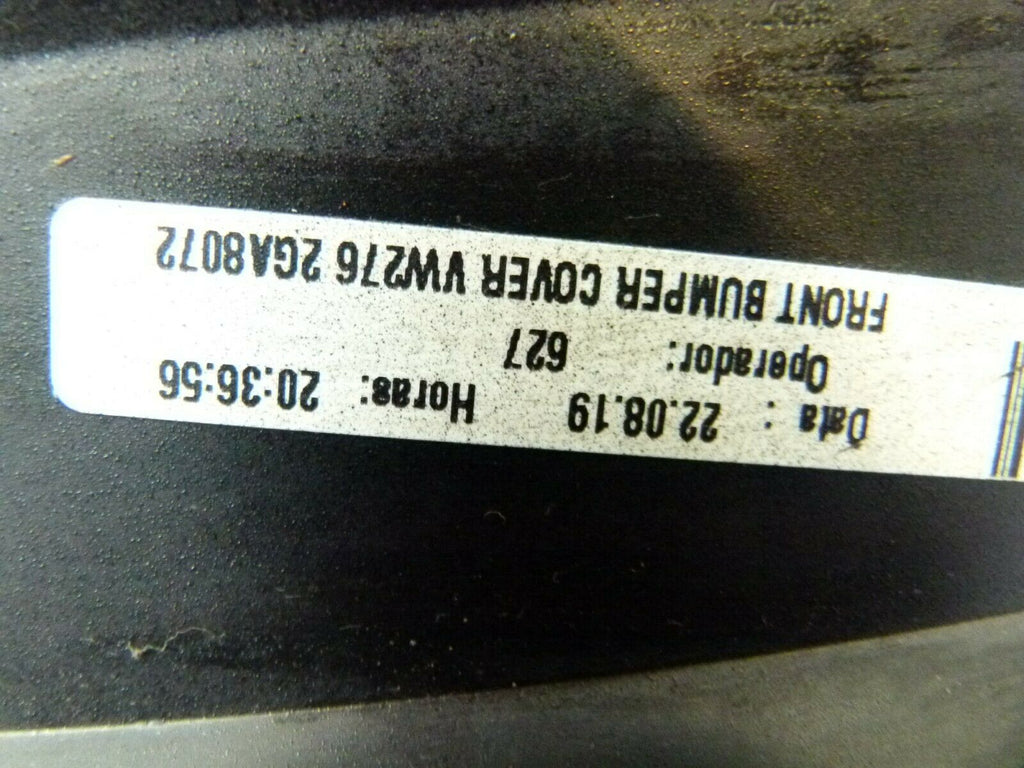 Data : 22.08.19 Horas: 20:36:56
Operador: 627
FRONT BUMPER COVER VW276 2GA8072